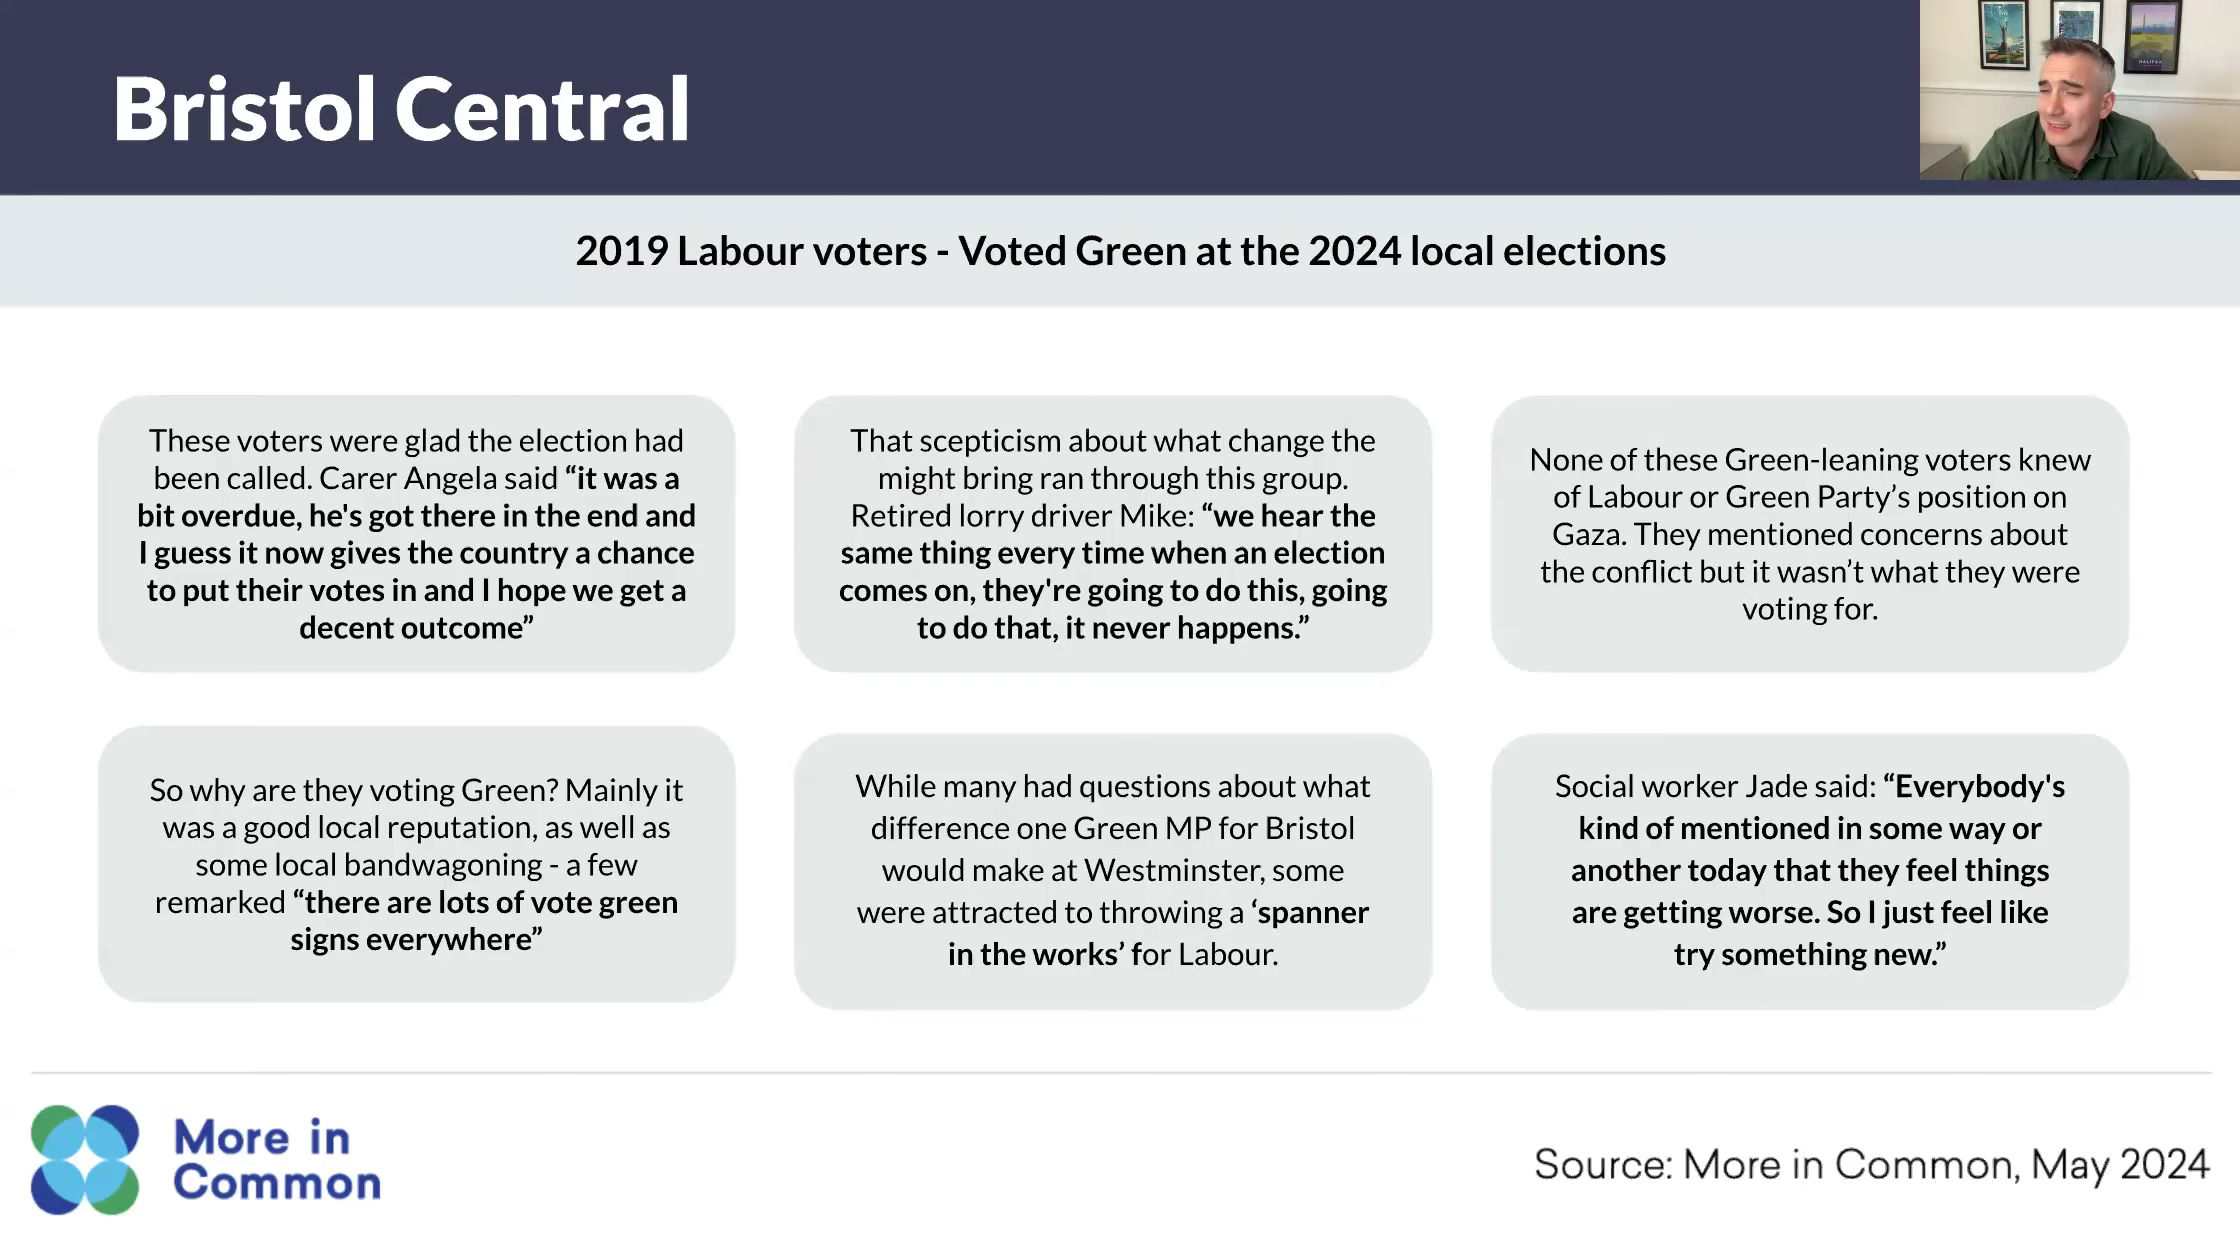 Bristol Central
HALIFAX
2019 Labour voters - Voted Green at the 2024 local elections
These voters were glad the election had
been called. Carer Angela said “it was a
bit overdue, he's got there in the end and
I guess it now gives the country a chance
to put their votes in and I hope we get a
decent outcome”
That scepticism about what change the
might bring ran through this group.
Retired lorry driver Mike: “we hear the
same thing every time when an election
comes on, they're going to do this, going
to do that, it never happens.”
None of these Green-leaning voters knew
of Labour or Green Party’s position on
Gaza. They mentioned concerns about
the conflict but it wasn’t what they were
voting for.
So why are they voting Green? Mainly it
was a good local reputation, as well as
some local bandwagoning - a few
remarked “there are lots of vote green
signs everywhere”
While many had questions about what
difference one Green MP for Bristol
would make at Westminster, some
were attracted to throwing a ‘spanner
in the works’ for Labour.
Social worker Jade said: “Everybody's
kind of mentioned in some way or
another today that they feel things
are getting worse. So I just feel like
try something new.”
More in
Common
Source: More in Common, May 2024